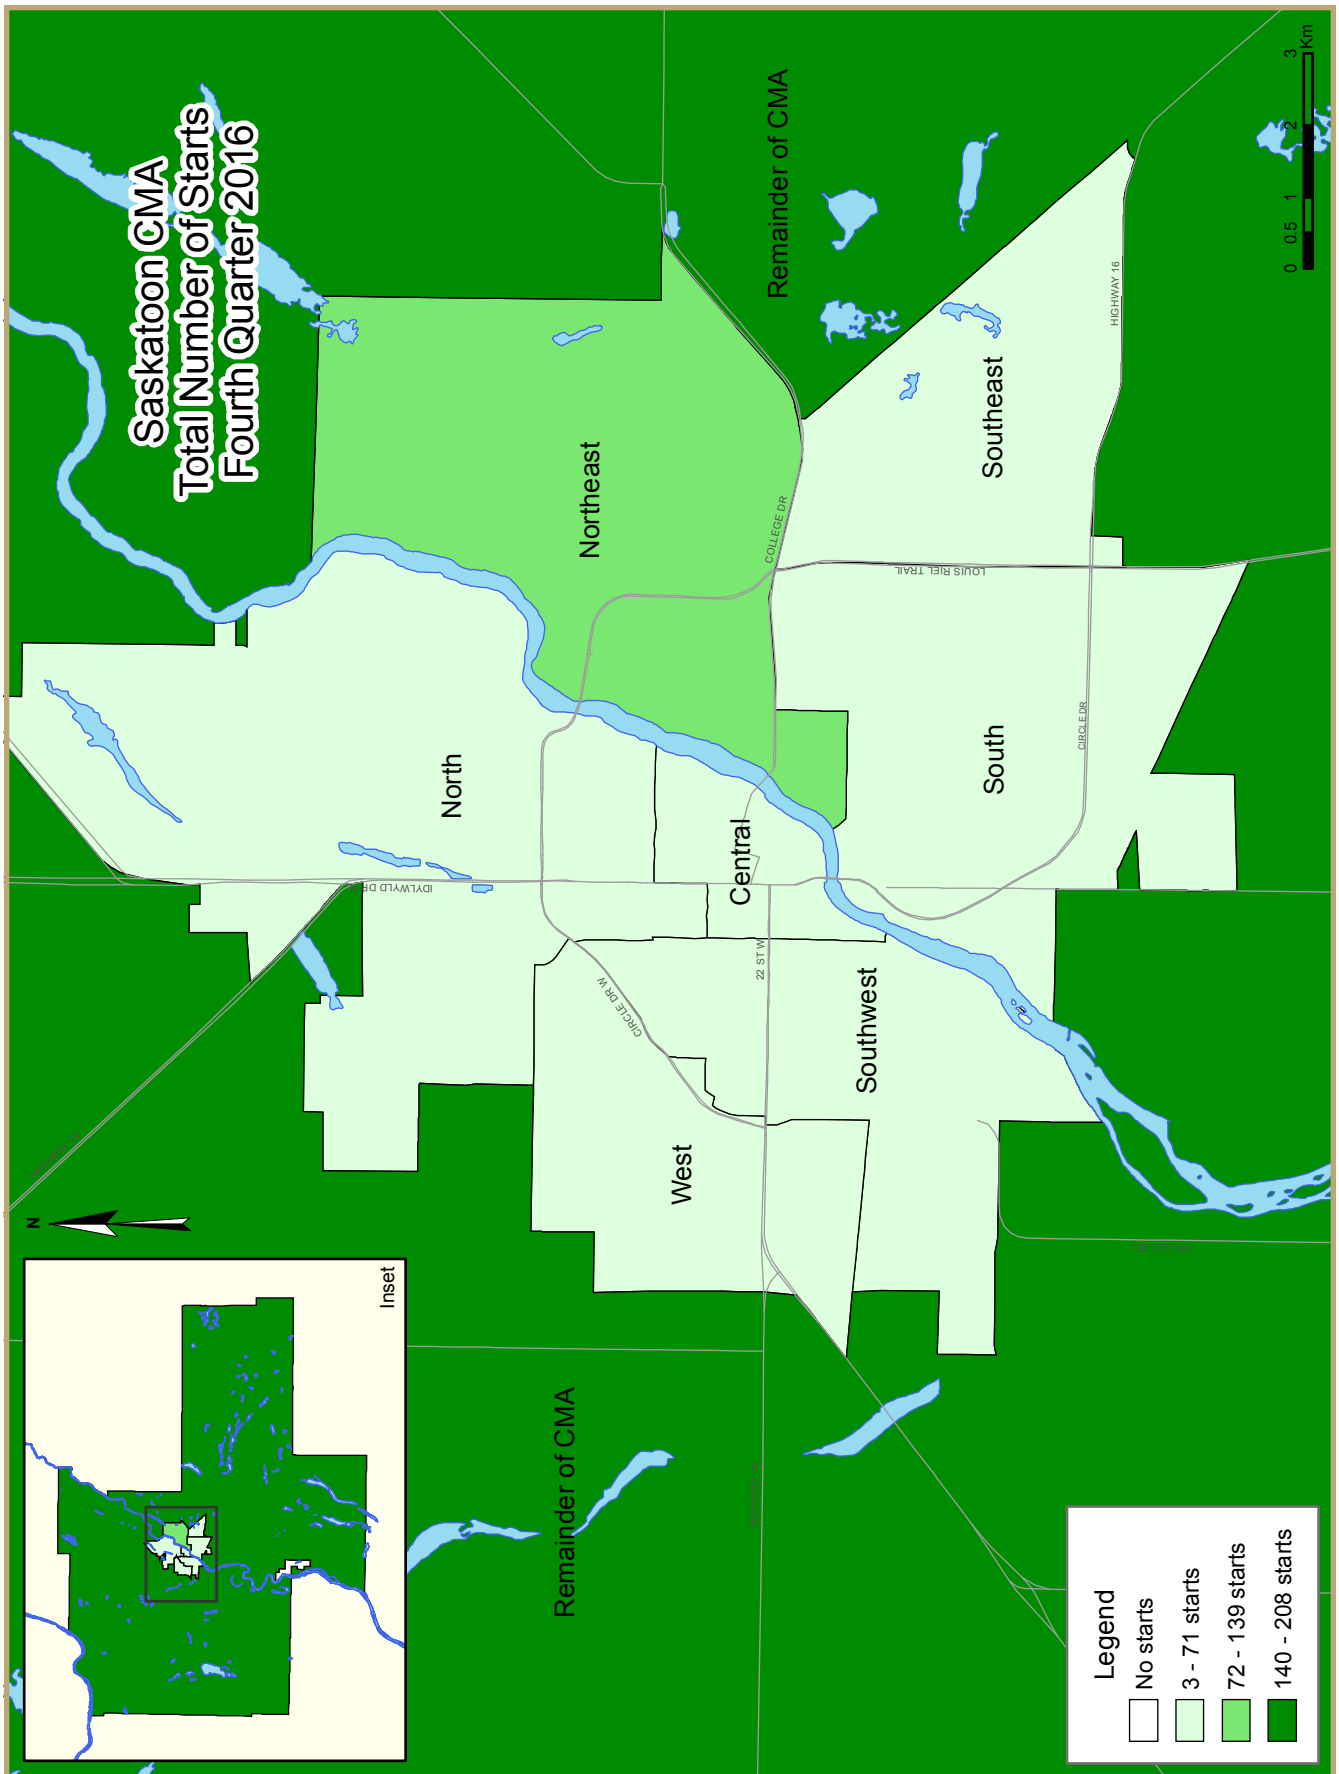 Saskatoon CMA
Total Number of Starts
Fourth Quarter 2016
N
Inset
Remainder of CMA
Remainder of CMA
North
Northeast
Central
West
Southwest
South
Southeast
IDYLWYLD DR
CIRCLE DR W
22 ST W
COLLEGE DR
LOUIS RIEL TRAIL
CIRCLE DR
HIGHWAY 16
Legend
No starts
3 - 71 starts
72 - 139 starts
140 - 208 starts
0 0.5 1 2 3
Km